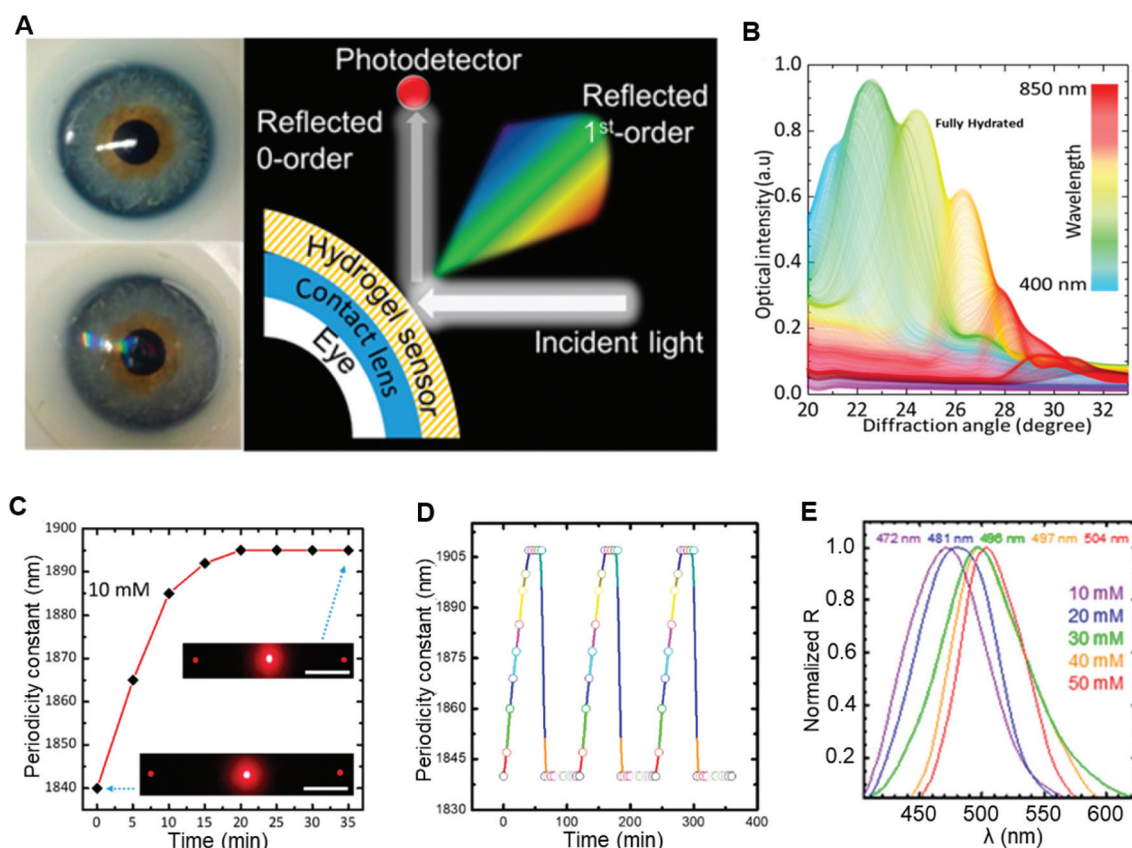 A
Photodetector
Reflected
0-order
Reflected
1st-order
Hydrogel sensor
Contact lens
Eye
Incident light
B
Optical intensity (a.u)
1.0
0.8
0.6
0.4
0.2
0.0
Fully Hydrated
850 nm
Wavelength
400 nm
20 22 24 26 28 30 32
Diffraction angle (degree)
C
Periodicity constant (nm)
1900
1890
1880
1870
1860
1850
1840
10 mM
0 5 10 15 20 25 30 35
Time (min)
D
Periodicity constant (nm)
1905
1890
1875
1860
1845
1830
0 100 200 300 400
Time (min)
E
Normalized R
1.0
0.8
0.6
0.4
0.2
472 nm 481 nm 496 nm 497 nm 504 nm
10 mM
20 mM
30 mM
40 mM
50 mM
450 500 550 600
λ (nm)